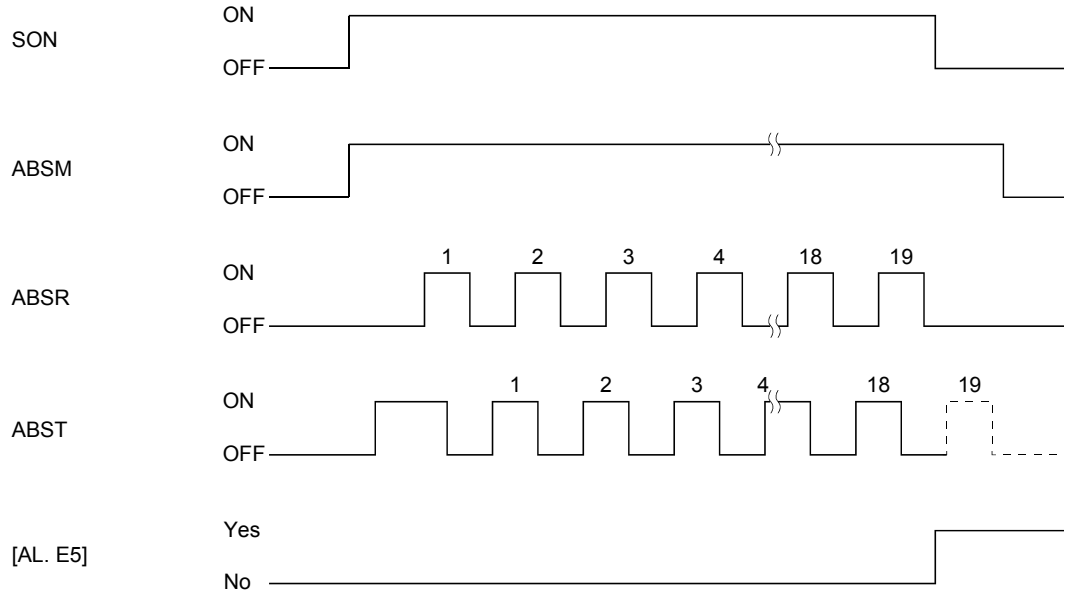 SON
ON
OFF
ABSM
ON
OFF
ABSR
ON
OFF
1 2 3 4 18 19
ABST
ON
OFF
1 2 3 4 18 19
[AL. E5]
Yes
No